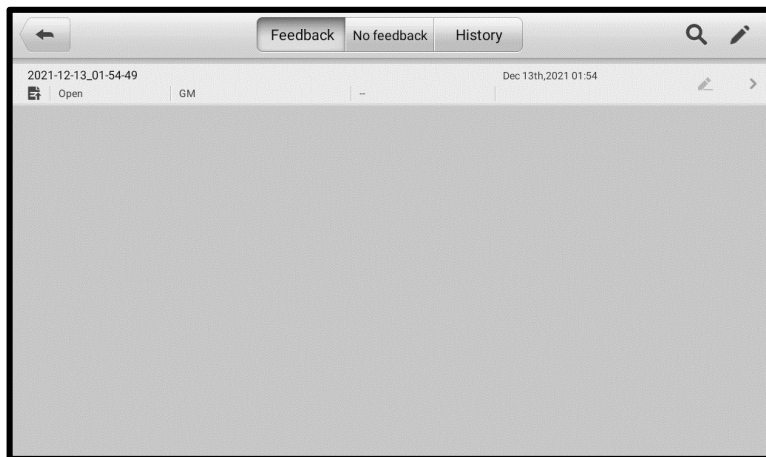 Feedback No feedback History
2021-12-13_01-54-49 Dec 13th,2021 01:54
Open GM --